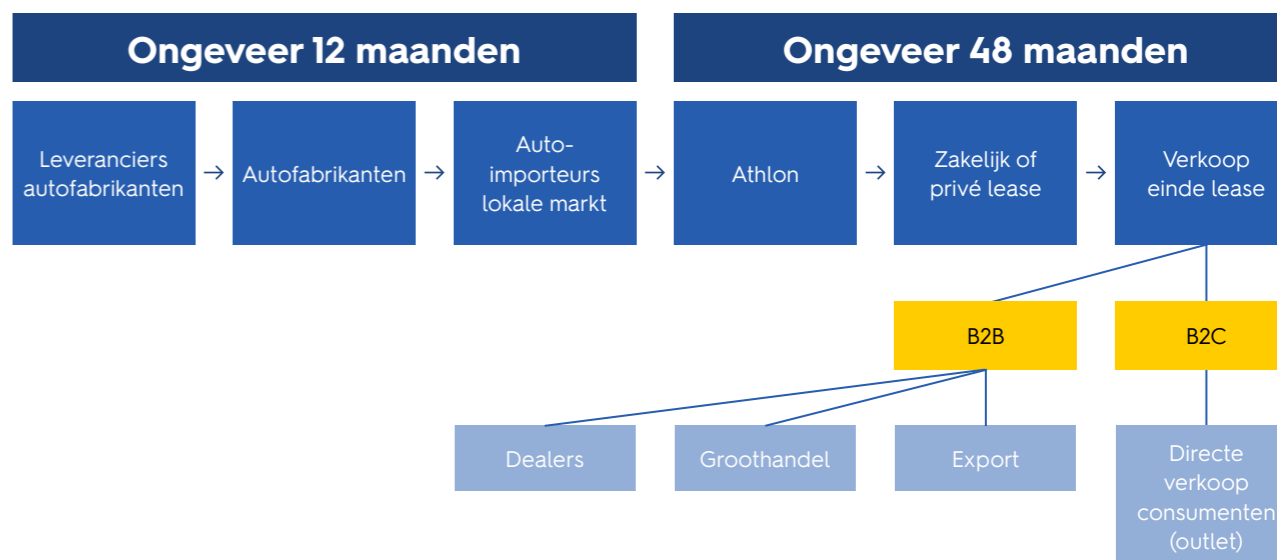 Ongeveer 12 maanden
Ongeveer 48 maanden
Leveranciers
autofabrikanten
→
Autofabrikanten
→
Auto-
importeurs
lokale markt
→
Athlon
→
Zakelijk of
privé lease
→
Verkoop
einde lease
B2B
B2C
Dealers
Groothandel
Export
Directe
verkoop
consumenten
(outlet)